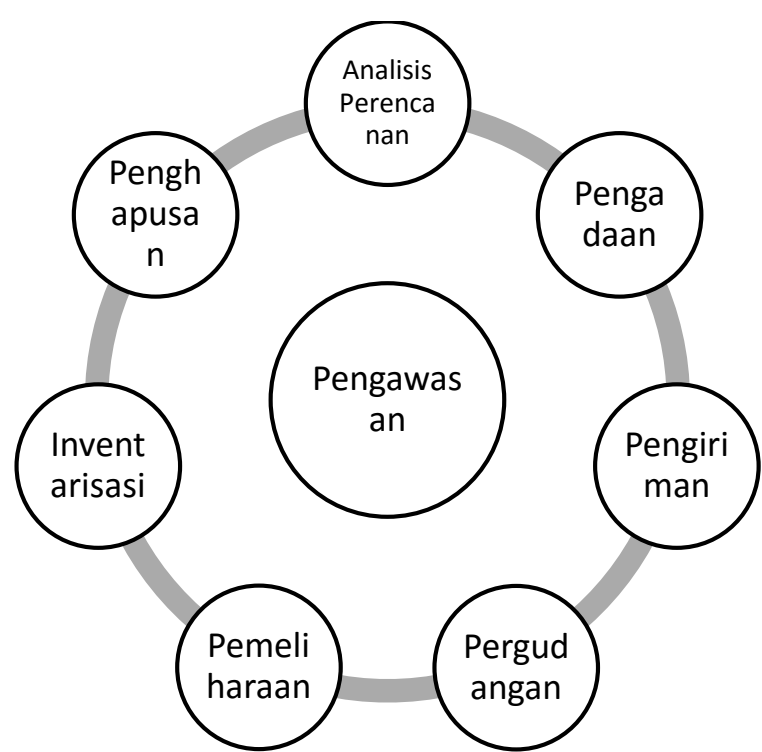 Analisis
Perenca
nan
Penga
daan
Pengiri
man
Pergud
angan
Pemeli
haraan
Invent
arisasi
Pengh
apusa
n
Pengawas
an